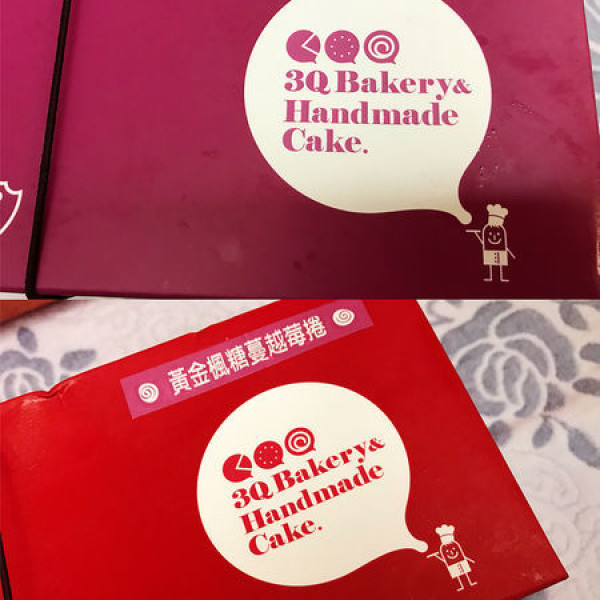 3Q Bakery&
Handmade
Cake.
黃金楓糖蔓越莓捲
3Q Bakery&
Handmade
Cake.